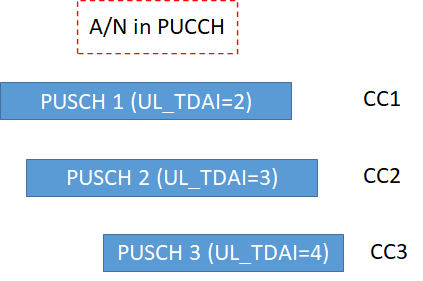 A/N in PUCCH
PUSCH 1 (UL_TDAI=2) CC1
PUSCH 2 (UL_TDAI=3) CC2
PUSCH 3 (UL_TDAI=4) CC3